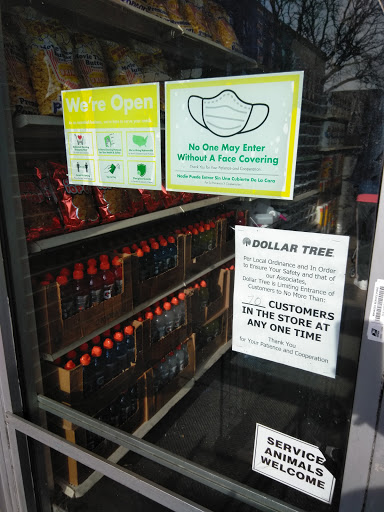 We're Open
No One May Enter
Without A Face Covering
Thank You for Your Patience and Cooperation
Nadie Puede Entrar Sin Una Cubierta De La Cara
DOLLAR TREE
Per Local Ordinance and In Order
to Ensure Your Safety and that of
our Associates,
Dollar Tree is Limiting Entrance of
Customers to No More Than:
CUSTOMERS
IN THE STORE AT
ANY ONE TIME
Thank You
for Your Patience and Cooperation
SERVICE
ANIMALS
WELCOME